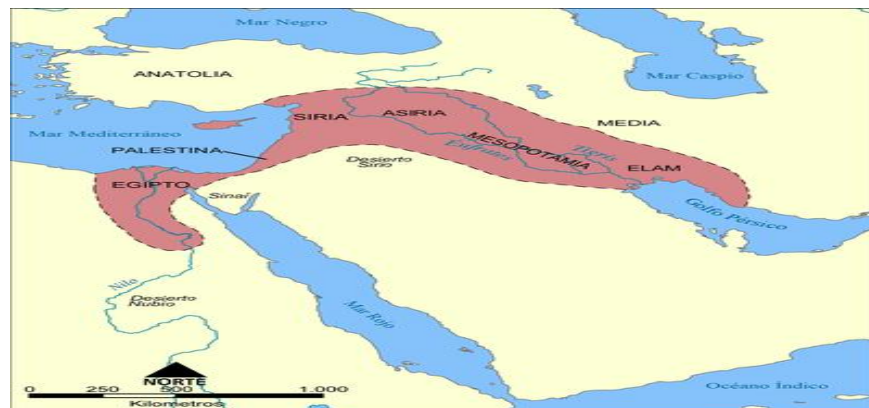 Mar Negro
Mar Caspio
ANATOLIA
MEDIA
SIRIA
ASIRIA
Mar Mediterráneo
MESOPOTAMIA
Tigris
Eufrates
PALESTINA
Desierto
Sirio
ELAM
EGIPTO
Sinaí
Golfo Pérsico
Nilo
Desierto
Nubio
Mar Rojo
NORTE
0 250 500 1.000
Kilometros
Océano Índico